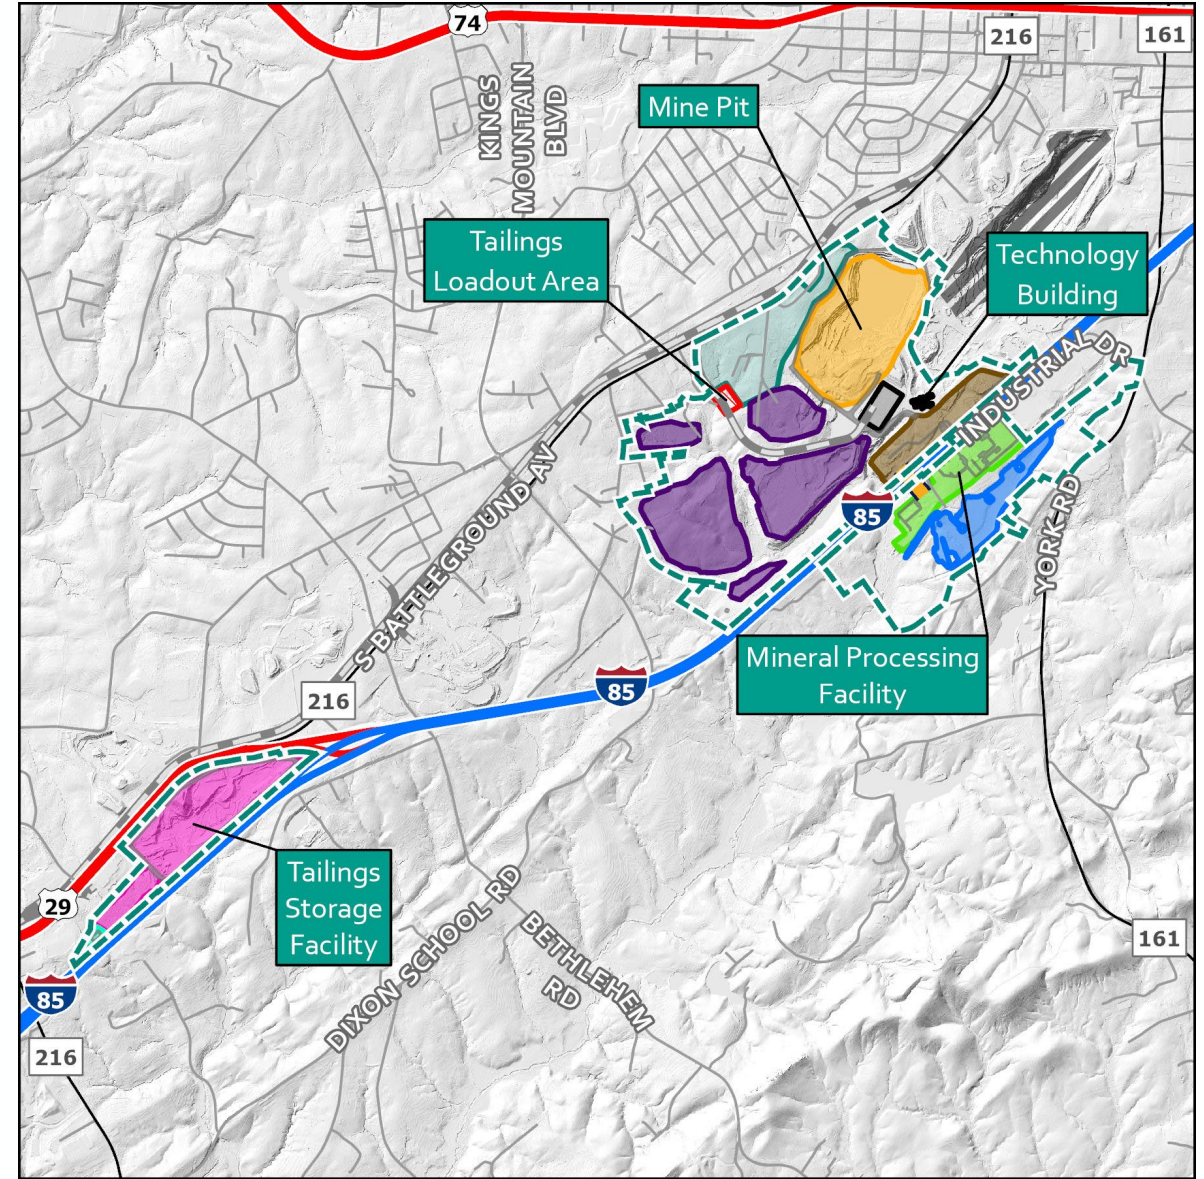 74
216
161
KINGS
MOUNTAIN
BLVD
Mine Pit
Tailings
Loadout Area
Technology
Building
INDUSTRIAL DR
S BATTLEGROUND AV
85
YORK RD
Mineral Processing
Facility
85
216
Tailings
Storage
Facility
29
DIXON SCHOOL RD
BETHLEHEM
RD
161
85
216